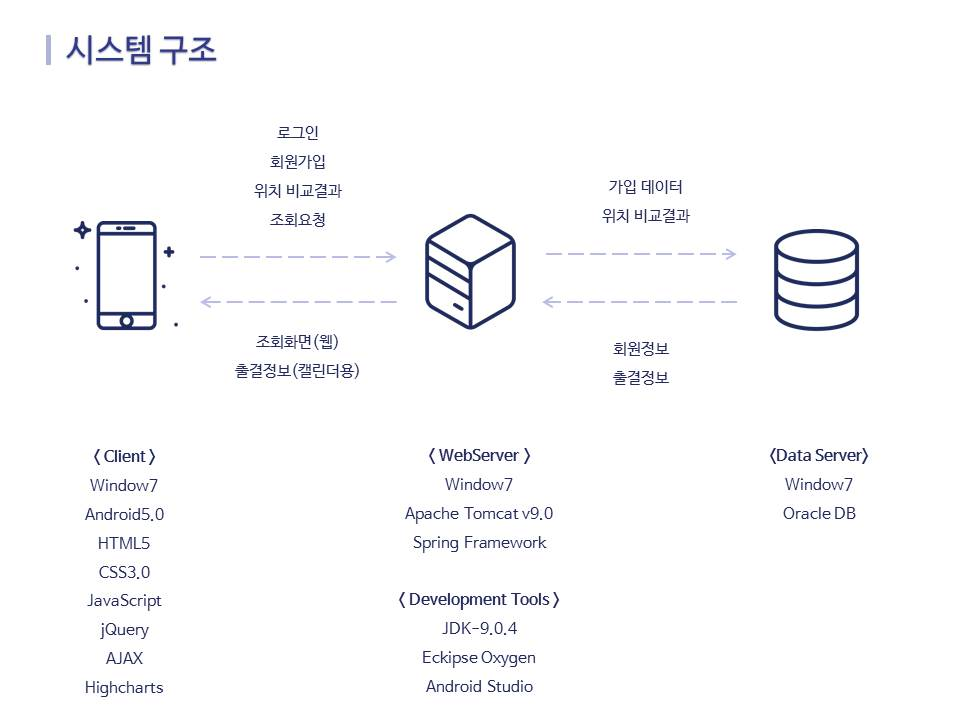 시스템 구조
로그인
회원가입
위치 비교결과
조회요청
가입 데이터
위치 비교결과
조회화면(웹)
출결정보(캘린더용)
회원정보
출결정보
< Client >
Window7
Android5.0
HTML5
CSS3.0
JavaScript
jQuery
AJAX
Highcharts
< WebServer >
Window7
Apache Tomcat v9.0
Spring Framework
< Development Tools >
JDK-9.0.4
Eckipse Oxygen
Android Studio
<Data Server>
Window7
Oracle DB